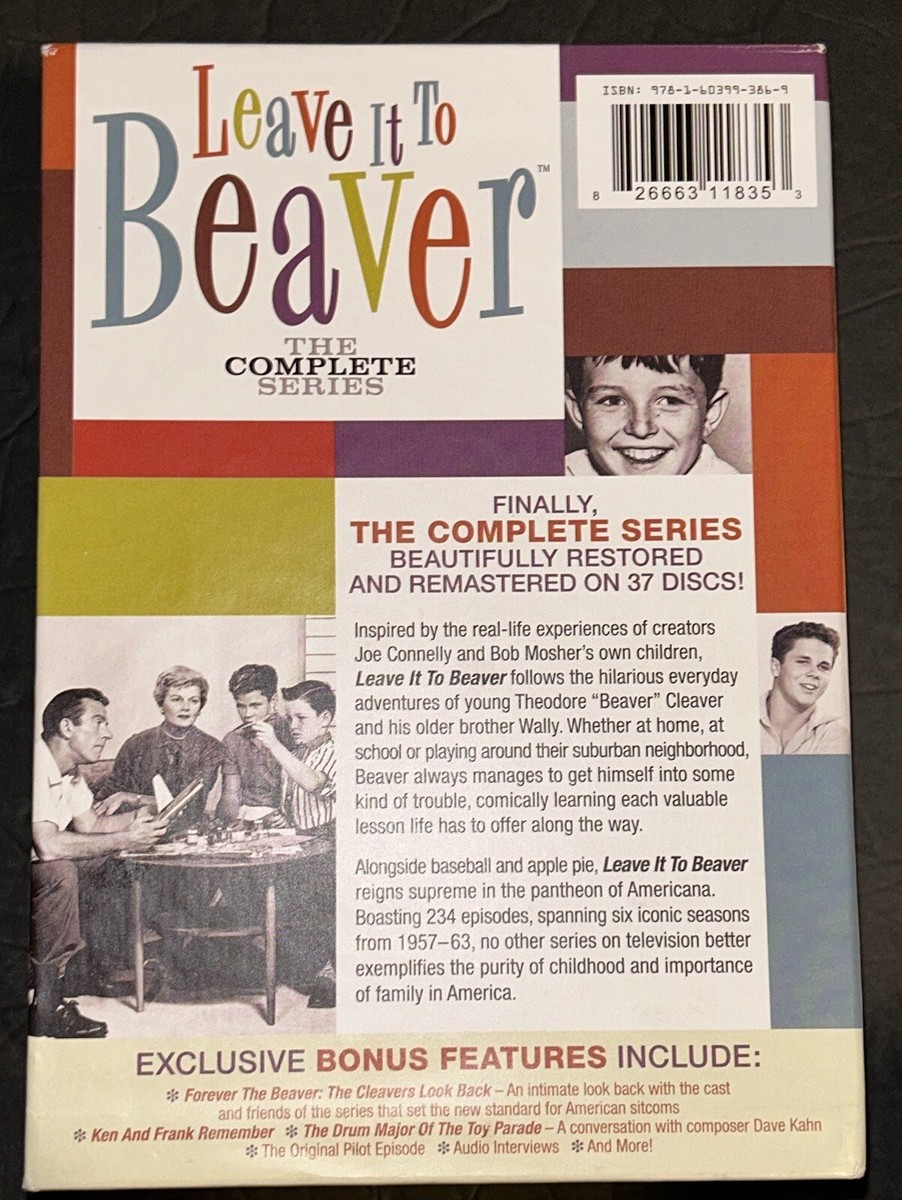 Leave It To
Beaver™
THE
COMPLETE
SERIES
ISBN: 978-1-60399-386-9
8 26663 11835 3
FINALLY,
THE COMPLETE SERIES
BEAUTIFULLY RESTORED
AND REMASTERED ON 37 DISCS!
Inspired by the real-life experiences of creators
Joe Connelly and Bob Mosher's own children,
Leave It To Beaver follows the hilarious everyday
adventures of young Theodore “Beaver” Cleaver
and his older brother Wally. Whether at home, at
school or playing around their suburban neighborhood,
Beaver always manages to get himself into some
kind of trouble, comically learning each valuable
lesson life has to offer along the way.
Alongside baseball and apple pie, Leave It To Beaver
reigns supreme in the pantheon of Americana.
Boasting 234 episodes, spanning six iconic seasons
from 1957–63, no other series on television better
exemplifies the purity of childhood and importance
of family in America.
EXCLUSIVE BONUS FEATURES INCLUDE:
✻ Forever The Beaver: The Cleavers Look Back – An intimate look back with the cast
and friends of the series that set the new standard for American sitcoms
✻ Ken And Frank Remember ✻ The Drum Major Of The Toy Parade – A conversation with composer Dave Kahn
✻ The Original Pilot Episode ✻ Audio Interviews ✻ And More!